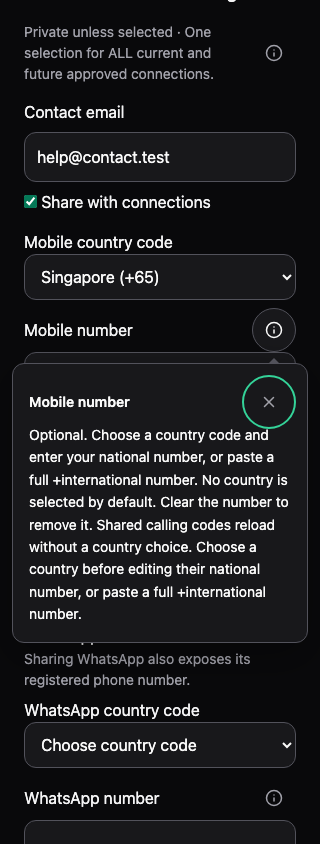 Private unless selected · One
selection for ALL current and
future approved connections.
Contact email
help@contact.test
Share with connections
Mobile country code
Singapore (+65)
Mobile number
Mobile number
Optional. Choose a country code and
enter your national number, or paste a
full +international number. No country is
selected by default. Clear the number to
remove it. Shared calling codes reload
without a country choice. Choose a
country before editing their national
number, or paste a full +international
number.
Sharing WhatsApp also exposes its
registered phone number.
WhatsApp country code
Choose country code
WhatsApp number